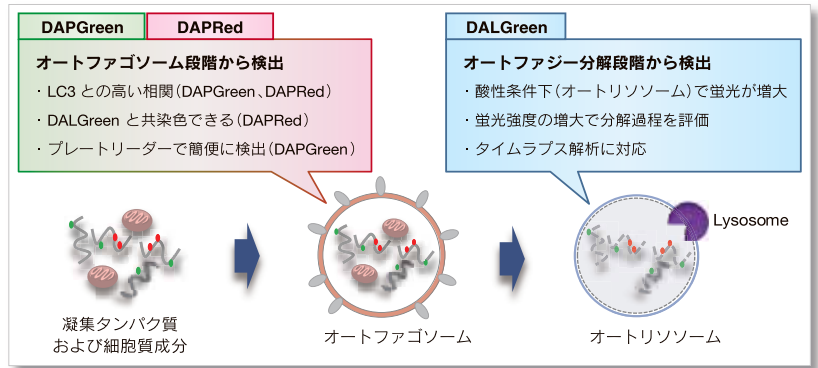 DAPGreen
DAPRed
オートファゴソーム段階から検出
・LC3 との高い相関（DAPGreen、DAPRed）
・DALGreen と共染色できる（DAPRed）
・プレートリーダーで簡便に検出（DAPGreen）
DALGreen
オートファジー分解段階から検出
・酸性条件下（オートリソソーム）で蛍光が増大
・蛍光強度の増大で分解過程を評価
・タイムラプス解析に対応
Lysosome
凝集タンパク質
および細胞質成分
オートファゴソーム
オートリソソーム